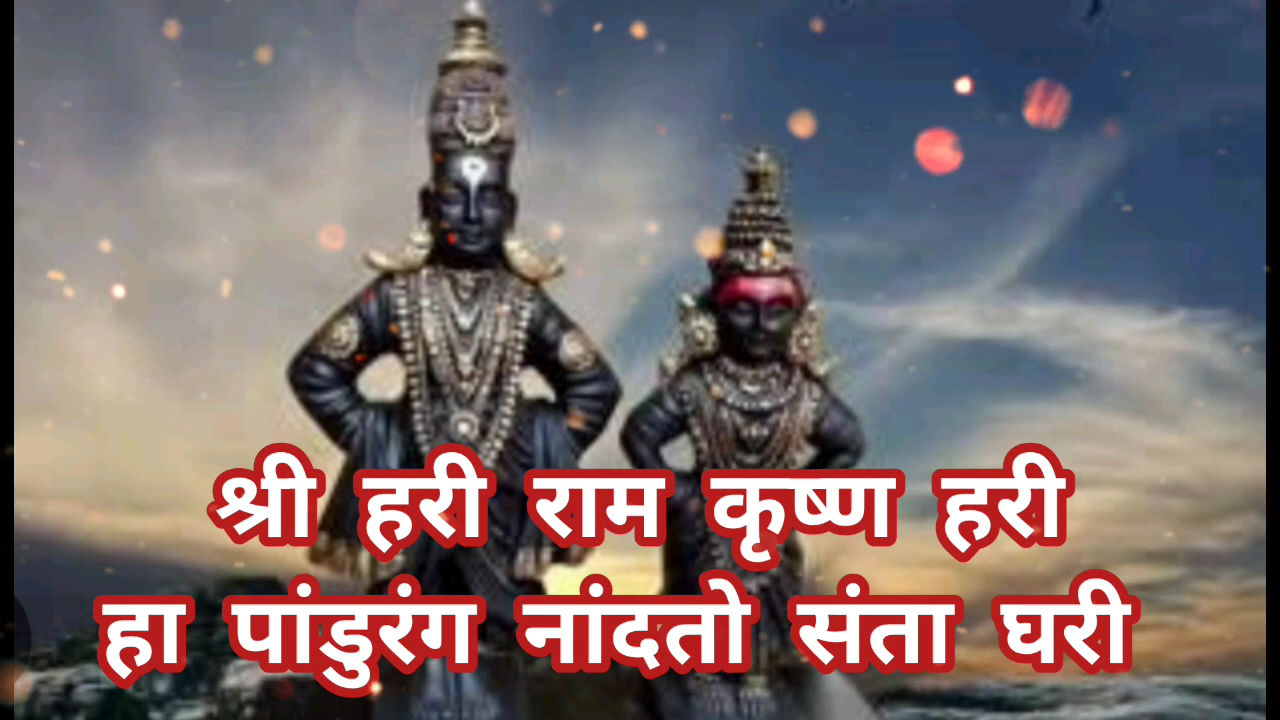 श्री हरी राम कृष्ण हरी
हा पांडुरंग नांदतो संता घरी